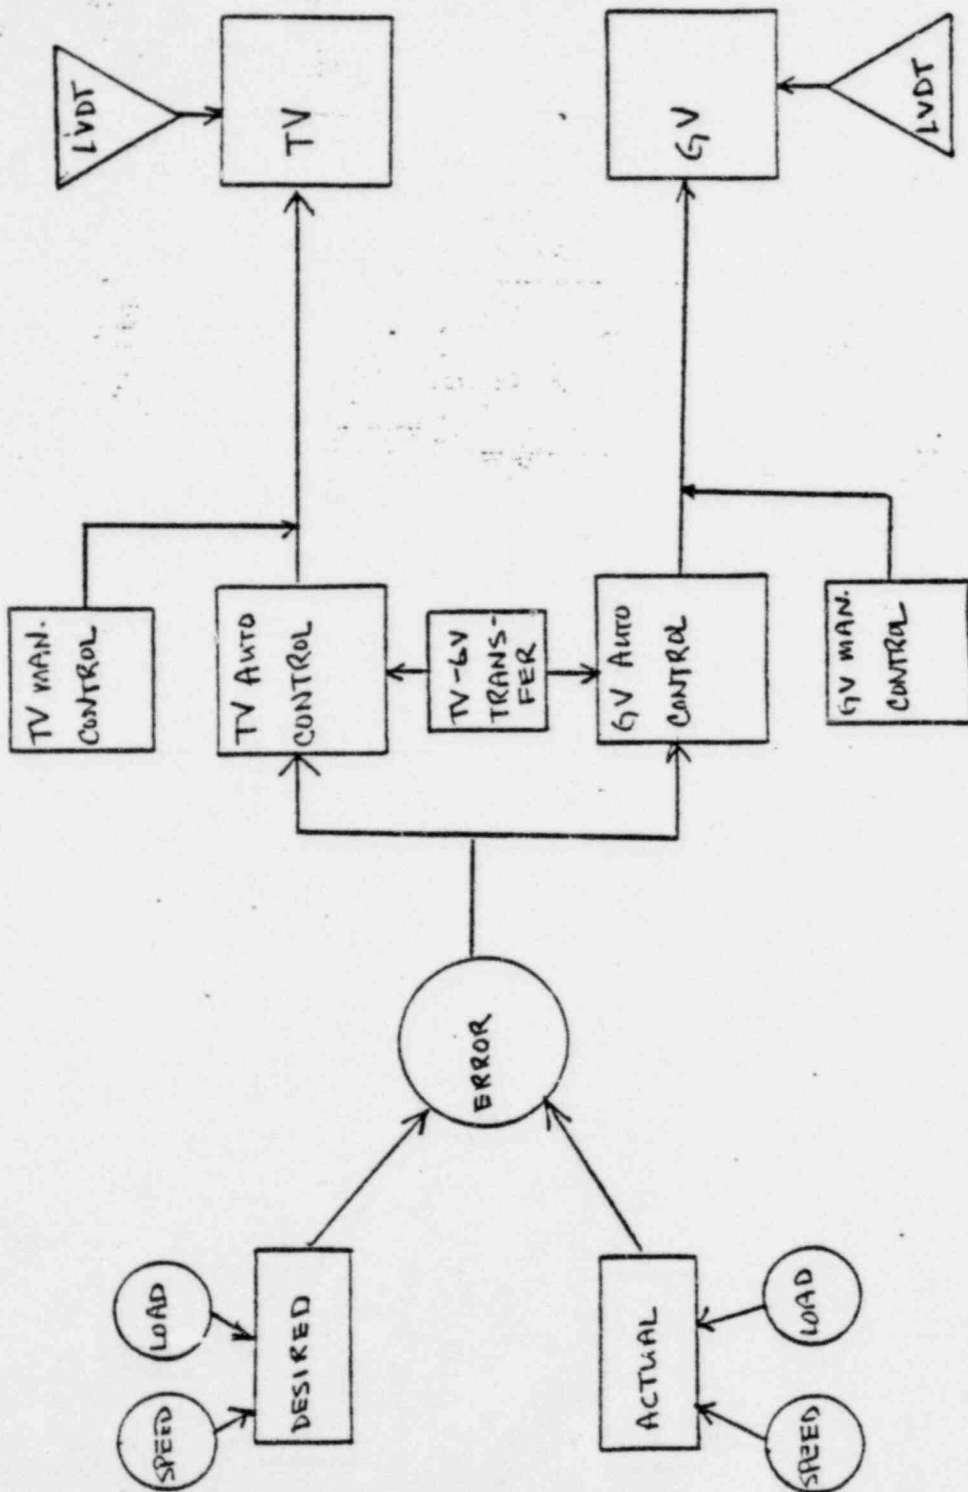 SPEED
LOAD
DESIRED
SPEED
LOAD
ACTUAL
ERROR
TV MAN.
CONTROL
TV AUTO
CONTROL
TV-GV
TRANS-
FER
GV AUTO
CONTROL
GV MAN.
CONTROL
LVDT
TV
GV
LVDT